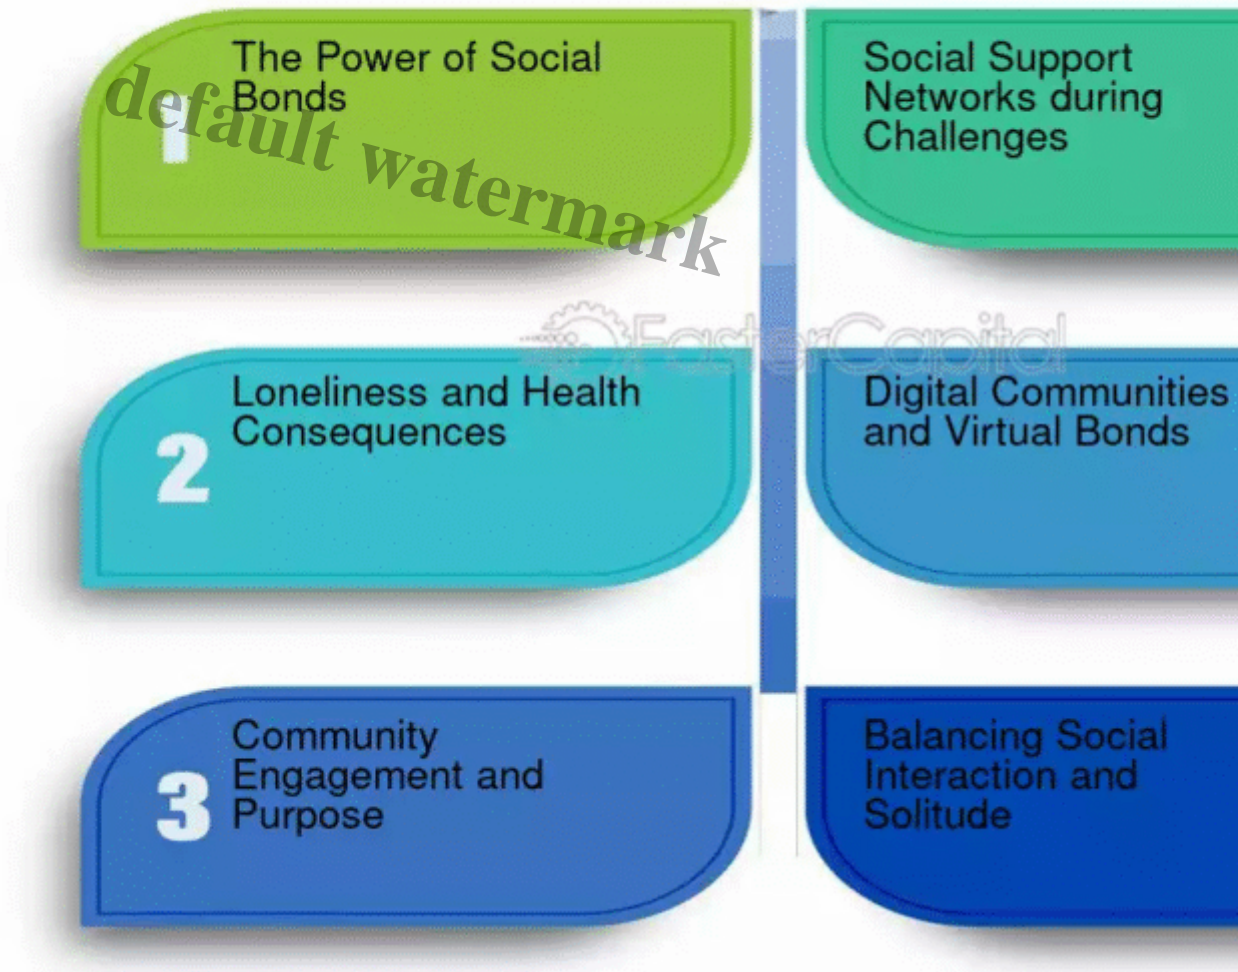 1
The Power of Social
Bonds
default watermark
Social Support
Networks during
Challenges
FasterCapital
2
Loneliness and Health
Consequences
Digital Communities
and Virtual Bonds
3
Community
Engagement and
Purpose
Balancing Social
Interaction and
Solitude